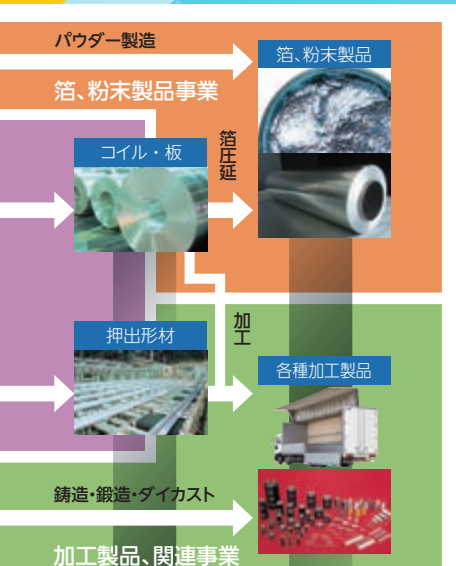 パウダー製造
箔、粉末製品
箔、粉末製品事業
コイル・板
箔圧延
加工
押出形材
各種加工製品
鋳造・鍛造・ダイカスト
加工製品、関連事業